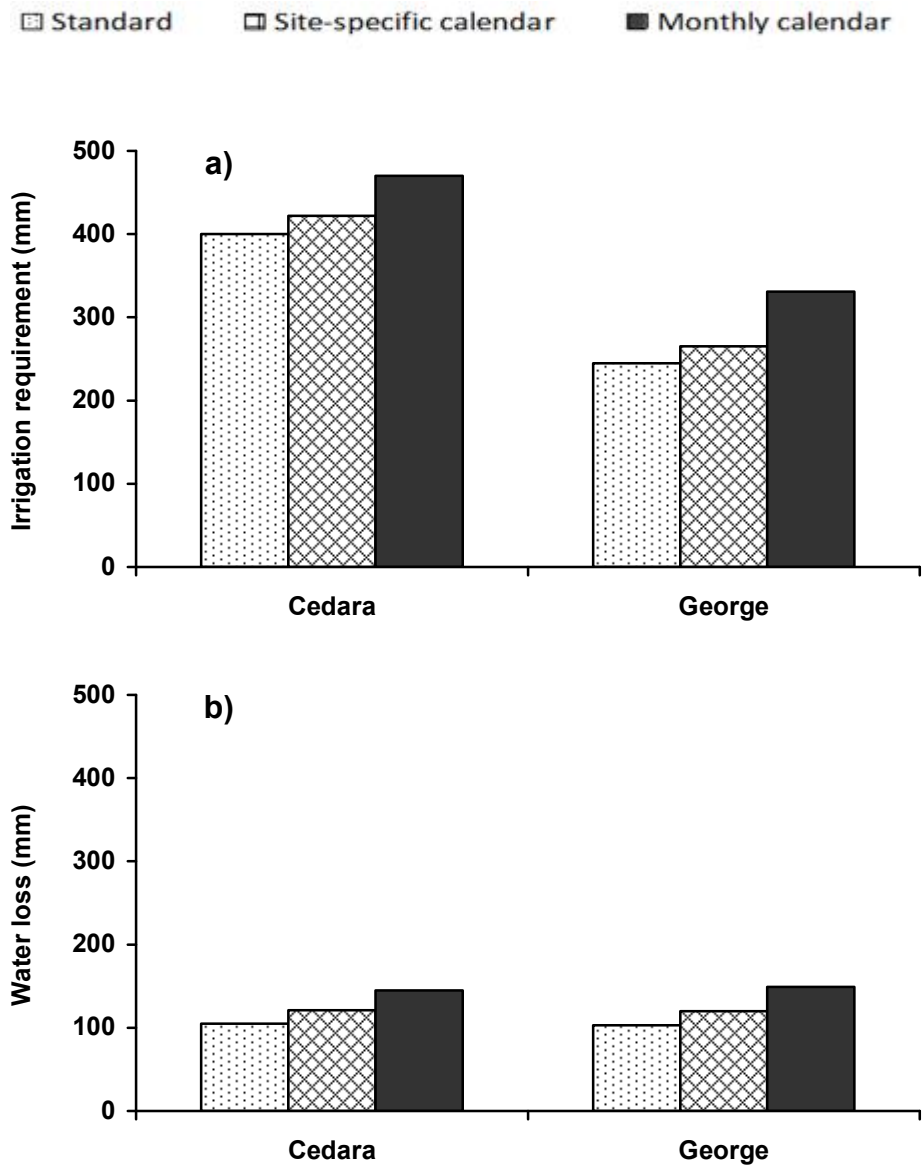 Standard Site-specific calendar Monthly calendar
a)
Irrigation requirement (mm)
500
400
300
200
100
0
Cedara George
b)
Water loss (mm)
500
400
300
200
100
0
Cedara George